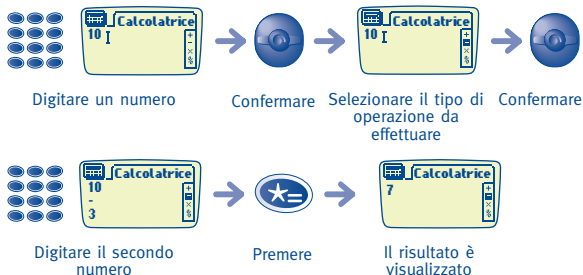 Calcolatrice
10
+
-
×
%
Calcolatrice
10
+
×
%
Digitare un numero
Confermare
Selezionare il tipo di
operazione da
effettuare
Confermare
Calcolatrice
10
-
3
+
×
%
*=
Calcolatrice
7
+
×
%
Digitare il secondo
numero
Premere
Il risultato è
visualizzato